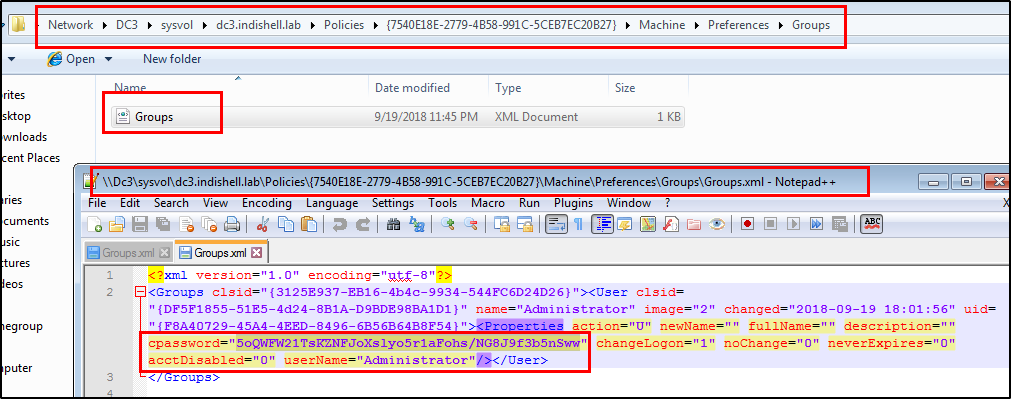 Network DC3 sysvol dc3.indishell.lab Policies {7540E18E-2779-4B58-991C-5CEB7EC20B27} Machine Preferences Groups
Open New folder
Name Date modified Type Size
Groups 9/19/2018 11:45 PM XML Document 1 KB
orites
sktop
ownloads
cent Places
aries
cuments
usic
ctures
deos
megroup
mputer
\\Dc3\sysvol\dc3.indishell.lab\Policies\{7540E18E-2779-4B58-991C-5CEB7EC20B27}\Machine\Preferences\Groups\Groups.xml - Notepad++
File Edit Search View Encoding Language Settings Tools Macro Run Plugins Window ? X
ABC
Groups.xml Groups.xml
1 <?xml version="1.0" encoding="utf-8"?>
2 <Groups clsid="{3125E937-EB16-4b4c-9934-544FC6D24D26}"><User clsid=
"{DF5F1855-51E5-4d24-8B1A-D9BDE98BA1D1}" name="Administrator" image="2" changed="2018-09-19 18:01:56" uid=
"{F8A40729-45A4-4EED-8496-6B56B64B8F54}"><Properties action="U" newName="" fullName="" description=""
cpassword="5oQWFW21TsKZNFJoXslyo5r1aFohs/NG8J9f3b5nSww" changeLogon="1" noChange="0" neverExpires="0"
acctDisabled="0" userName="Administrator"/></User>
3 </Groups>
4